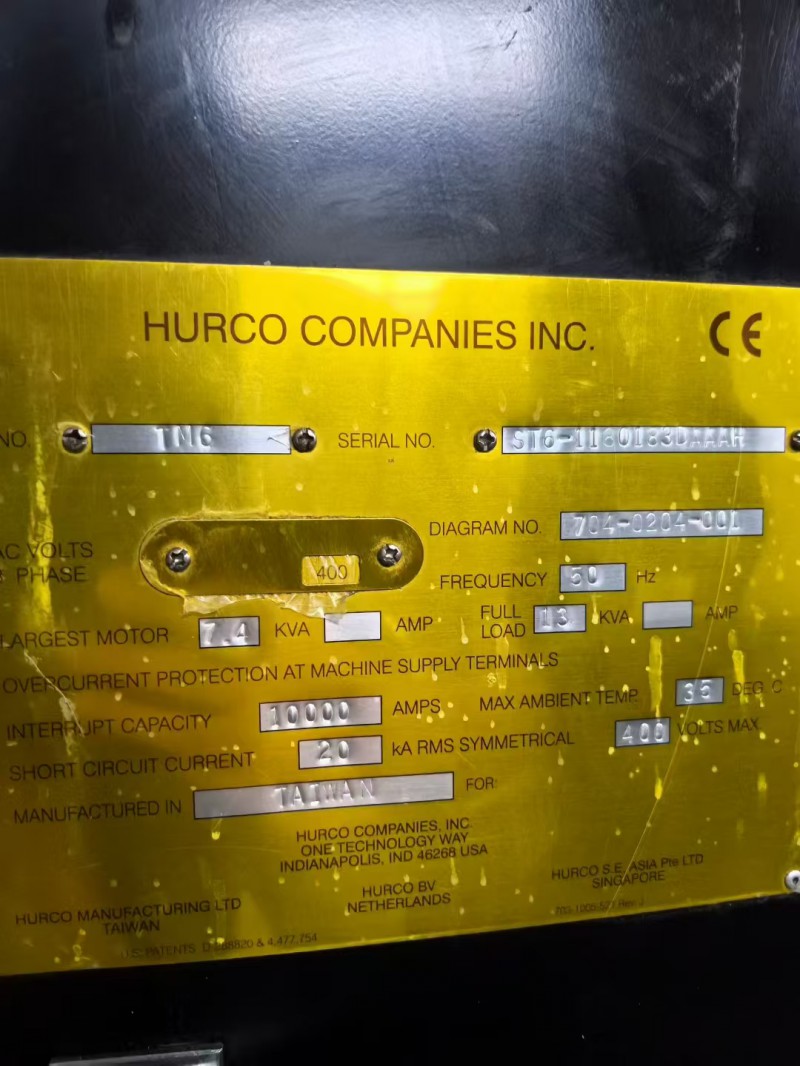 HURCO COMPANIES INC. CE
NO. TM6 SERIAL NO.
DIAGRAM NO. 704-0204-001
AC VOLTS
PHASE 400 FREQUENCY 50 Hz
LARGEST MOTOR 7.4 KVA AMP FULL LOAD 13 KVA AMP
OVERCURRENT PROTECTION AT MACHINE SUPPLY TERMINALS
INTERRUPT CAPACITY 10000 AMPS MAX AMBIENT TEMP. 35 DEG C
SHORT CIRCUIT CURRENT 20 kA RMS SYMMETRICAL 400 VOLTS MAX
MANUFACTURED IN TAIWAN FOR:
HURCO COMPANIES, INC.
ONE TECHNOLOGY WAY
INDIANAPOLIS, IND 46268 USA
HURCO MANUFACTURING LTD
TAIWAN
HURCO BV
NETHERLANDS
HURCO S.E. ASIA Pte LTD
SINGAPORE
U.S. PATENTS & 4,477,754